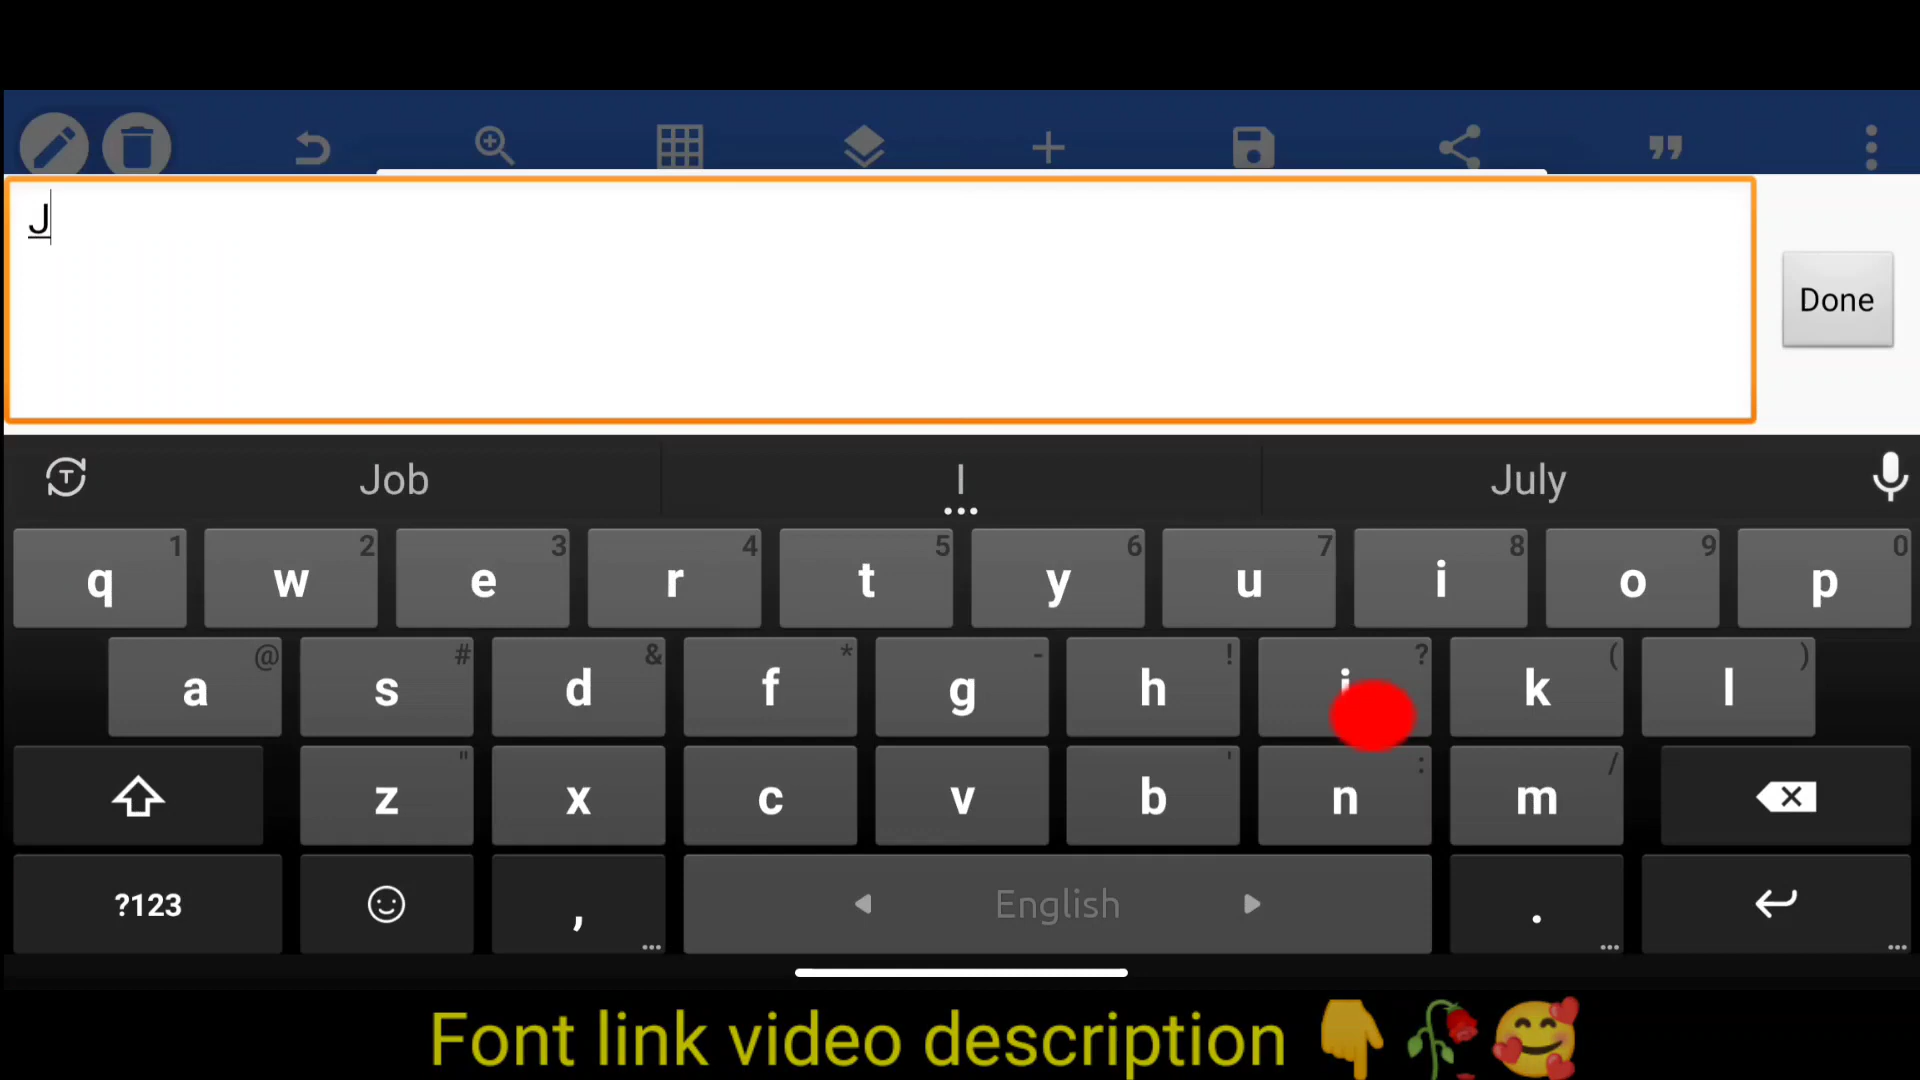 J
Done
Job I July
q 1 w 2 e 3 r 4 t 5 y 6 u 7 i 8 o 9 p 0
a @ s # d & f * g - h ! j ? k ( l )
z " x c v b ' n : m /
?123 , English .
Font link video description 👇🥀🥰